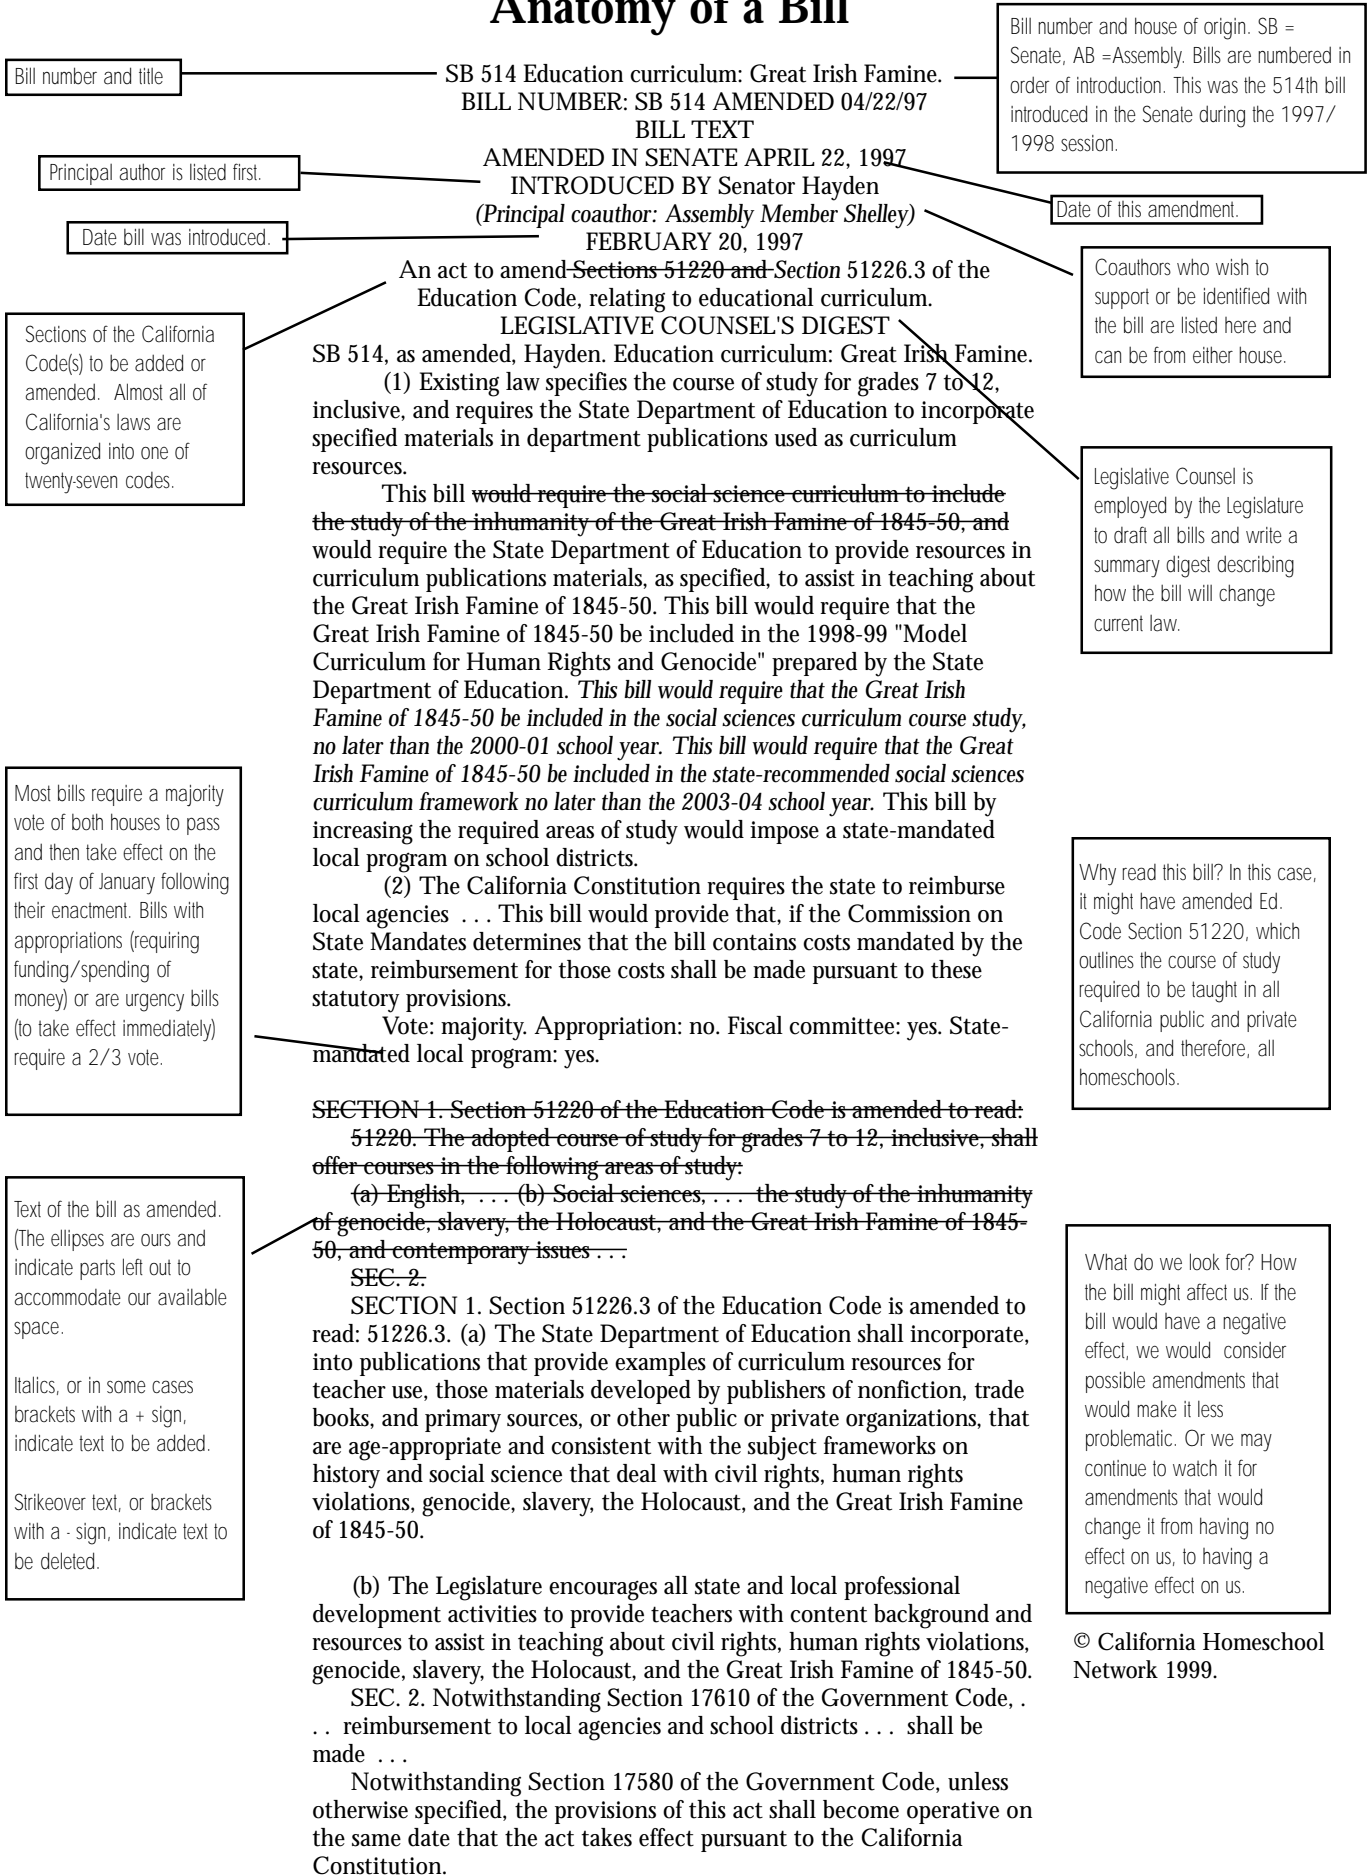 Anatomy of a Bill
Bill number and title
SB 514 Education curriculum: Great Irish Famine.
BILL NUMBER: SB 514 AMENDED 04/22/97
BILL TEXT
AMENDED IN SENATE APRIL 22, 1997
INTRODUCED BY Senator Hayden
(Principal coauthor: Assembly Member Shelley)
FEBRUARY 20, 1997
An act to amend Sections 51220 and Section 51226.3 of the
Education Code, relating to educational curriculum.
LEGISLATIVE COUNSEL'S DIGEST
SB 514, as amended, Hayden. Education curriculum: Great Irish Famine.
(1) Existing law specifies the course of study for grades 7 to 12,
inclusive, and requires the State Department of Education to incorporate
specified materials in department publications used as curriculum
resources.
This bill would require the social science curriculum to include
the study of the inhumanity of the Great Irish Famine of 1845-50, and
would require the State Department of Education to provide resources in
curriculum publications materials, as specified, to assist in teaching about
the Great Irish Famine of 1845-50. This bill would require that the
Great Irish Famine of 1845-50 be included in the 1998-99 "Model
Curriculum for Human Rights and Genocide" prepared by the State
Department of Education. This bill would require that the Great Irish
Famine of 1845-50 be included in the social sciences curriculum course study,
no later than the 2000-01 school year. This bill would require that the Great
Irish Famine of 1845-50 be included in the state-recommended social sciences
curriculum framework no later than the 2003-04 school year. This bill by
increasing the required areas of study would impose a state-mandated
local program on school districts.
(2) The California Constitution requires the state to reimburse
local agencies . . . This bill would provide that, if the Commission on
State Mandates determines that the bill contains costs mandated by the
state, reimbursement for those costs shall be made pursuant to these
statutory provisions.
Vote: majority. Appropriation: no. Fiscal committee: yes. State-
mandated local program: yes.
SECTION 1. Section 51220 of the Education Code is amended to read:
51220. The adopted course of study for grades 7 to 12, inclusive, shall
offer courses in the following areas of study:
(a) English, . . . (b) Social sciences, . . . the study of the inhumanity
of genocide, slavery, the Holocaust, and the Great Irish Famine of 1845-
50, and contemporary issues . . .
SEC. 2.
SECTION 1. Section 51226.3 of the Education Code is amended to
read: 51226.3. (a) The State Department of Education shall incorporate,
into publications that provide examples of curriculum resources for
teacher use, those materials developed by publishers of nonfiction, trade
books, and primary sources, or other public or private organizations, that
are age-appropriate and consistent with the subject frameworks on
history and social science that deal with civil rights, human rights
violations, genocide, slavery, the Holocaust, and the Great Irish Famine
of 1845-50.
(b) The Legislature encourages all state and local professional
development activities to provide teachers with content background and
resources to assist in teaching about civil rights, human rights violations,
genocide, slavery, the Holocaust, and the Great Irish Famine of 1845-50.
SEC. 2. Notwithstanding Section 17610 of the Government Code, .
. . reimbursement to local agencies and school districts . . . shall be
made . . .
Notwithstanding Section 17580 of the Government Code, unless
otherwise specified, the provisions of this act shall become operative on
the same date that the act takes effect pursuant to the California
Constitution.
Principal author is listed first.
Date bill was introduced.
Sections of the California
Code(s) to be added or
amended. Almost all of
California's laws are
organized into one of
twenty-seven codes.
Most bills require a majority
vote of both houses to pass
and then take effect on the
first day of January following
their enactment. Bills with
appropriations (requiring
funding/spending of
money) or are urgency bills
(to take effect immediately)
require a 2/3 vote.
Text of the bill as amended.
(The ellipses are ours and
indicate parts left out to
accommodate our available
space.
Italics, or in some cases
brackets with a + sign,
indicate text to be added.
Strikeover text, or brackets
with a - sign, indicate text to
be deleted.
Bill number and house of origin. SB =
Senate, AB =Assembly. Bills are numbered in
order of introduction. This was the 514th bill
introduced in the Senate during the 1997/
1998 session.
Date of this amendment.
Coauthors who wish to
support or be identified with
the bill are listed here and
can be from either house.
Legislative Counsel is
employed by the Legislature
to draft all bills and write a
summary digest describing
how the bill will change
current law.
Why read this bill? In this case,
it might have amended Ed.
Code Section 51220, which
outlines the course of study
required to be taught in all
California public and private
schools, and therefore, all
homeschools.
What do we look for? How
the bill might affect us. If the
bill would have a negative
effect, we would consider
possible amendments that
would make it less
problematic. Or we may
continue to watch it for
amendments that would
change it from having no
effect on us, to having a
negative effect on us.
© California Homeschool
Network 1999.